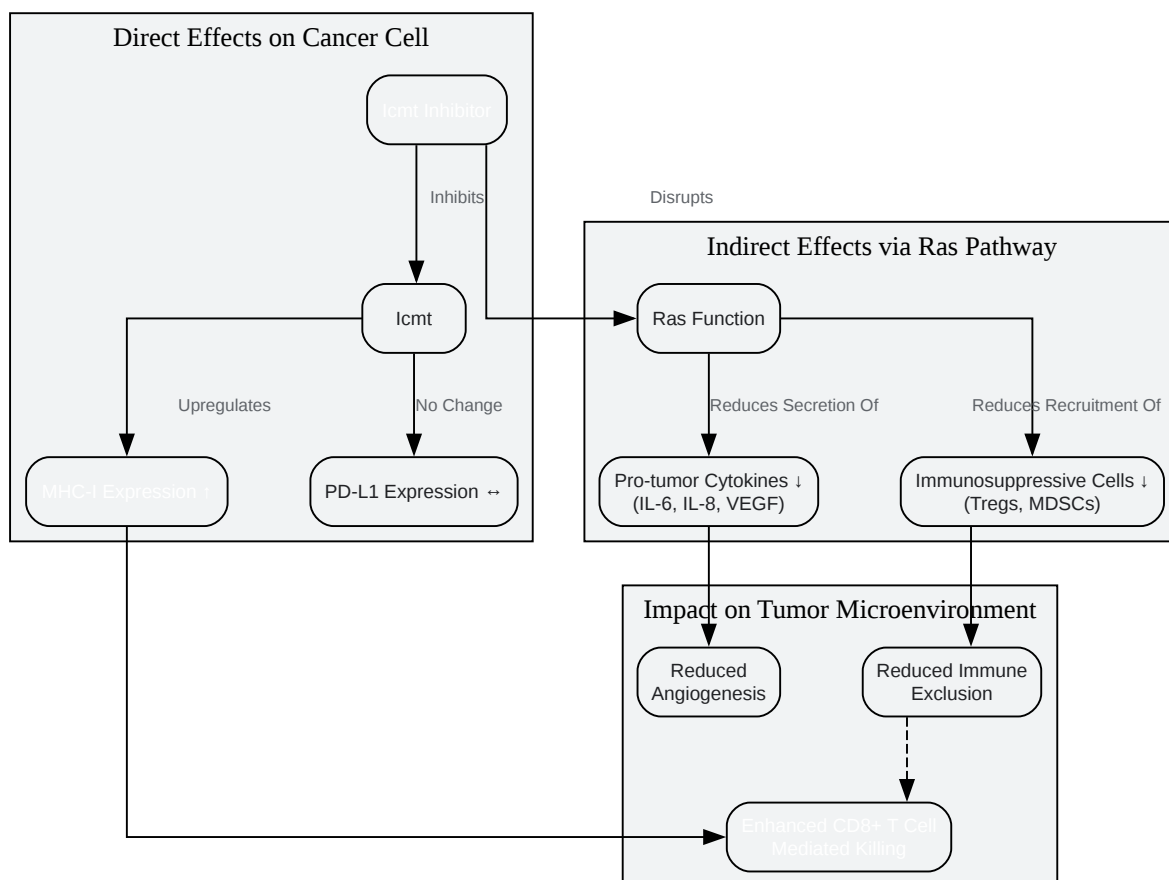 Direct Effects on Cancer Cell
Icmt Inhibitor
Inhibits
Disrupts
Indirect Effects via Ras Pathway
Icmt
Ras Function
Upregulates
No Change
Reduces Secretion Of
Reduces Recruitment Of
MHC-I Expression ↑
PD-L1 Expression ↔
Pro-tumor Cytokines ↓
(IL-6, IL-8, VEGF)
Immunosuppressive Cells ↓
(Tregs, MDSCs)
Impact on Tumor Microenvironment
Reduced
Angiogenesis
Reduced Immune
Exclusion
Enhanced CD8+ T Cell
Mediated Killing